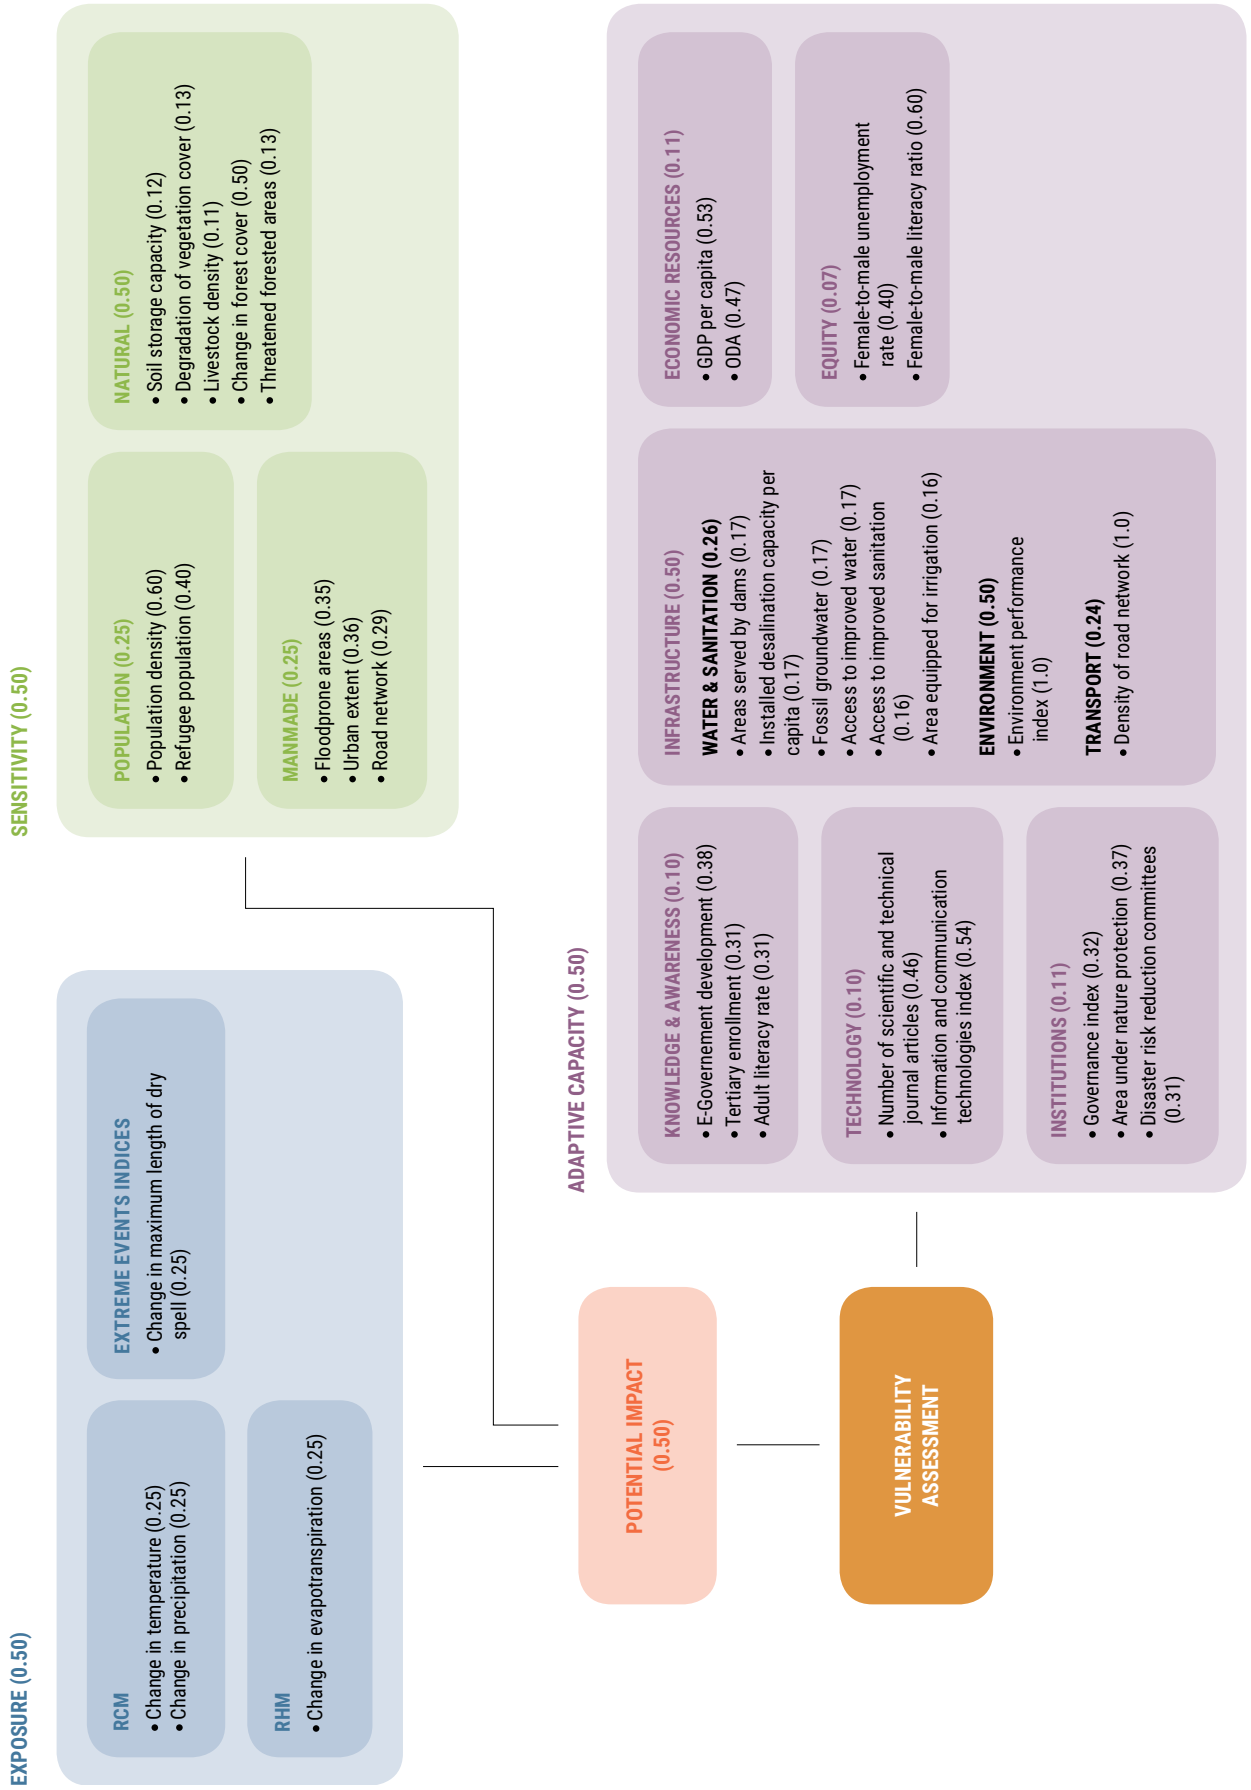 EXPOSURE (0.50)
RCM
• Change in temperature (0.25)
• Change in precipitation (0.25)
RHM
• Change in evapotranspiration (0.25)
EXTREME EVENTS INDICES
• Change in maximum length of dry
spell (0.25)
SENSITIVITY (0.50)
POPULATION (0.25)
• Population density (0.60)
• Refugee population (0.40)
MANMADE (0.25)
• Floodprone areas (0.35)
• Urban extent (0.36)
• Road network (0.29)
NATURAL (0.50)
• Soil storage capacity (0.12)
• Degradation of vegetation cover (0.13)
• Livestock density (0.11)
• Change in forest cover (0.50)
• Threatened forested areas (0.13)
POTENTIAL IMPACT
(0.50)
VULNERABILITY
ASSESSMENT
ADAPTIVE CAPACITY (0.50)
KNOWLEDGE & AWARENESS (0.10)
• E-Governement development (0.38)
• Tertiary enrollment (0.31)
• Adult literacy rate (0.31)
TECHNOLOGY (0.10)
• Number of scientific and technical
journal articles (0.46)
• Information and communication
technologies index (0.54)
INSTITUTIONS (0.11)
• Governance index (0.32)
• Area under nature protection (0.37)
• Disaster risk reduction committees
(0.31)
INFRASTRUCTURE (0.50)
WATER & SANITATION (0.26)
• Areas served by dams (0.17)
• Installed desalination capacity per
capita (0.17)
• Fossil groundwater (0.17)
• Access to improved water (0.17)
• Access to improved sanitation
(0.16)
• Area equipped for irrigation (0.16)
ENVIRONMENT (0.50)
• Environment performance
index (1.0)
TRANSPORT (0.24)
• Density of road network (1.0)
ECONOMIC RESOURCES (0.11)
• GDP per capita (0.53)
• ODA (0.47)
EQUITY (0.07)
• Female-to-male unemployment
rate (0.40)
• Female-to-male literacy ratio (0.60)